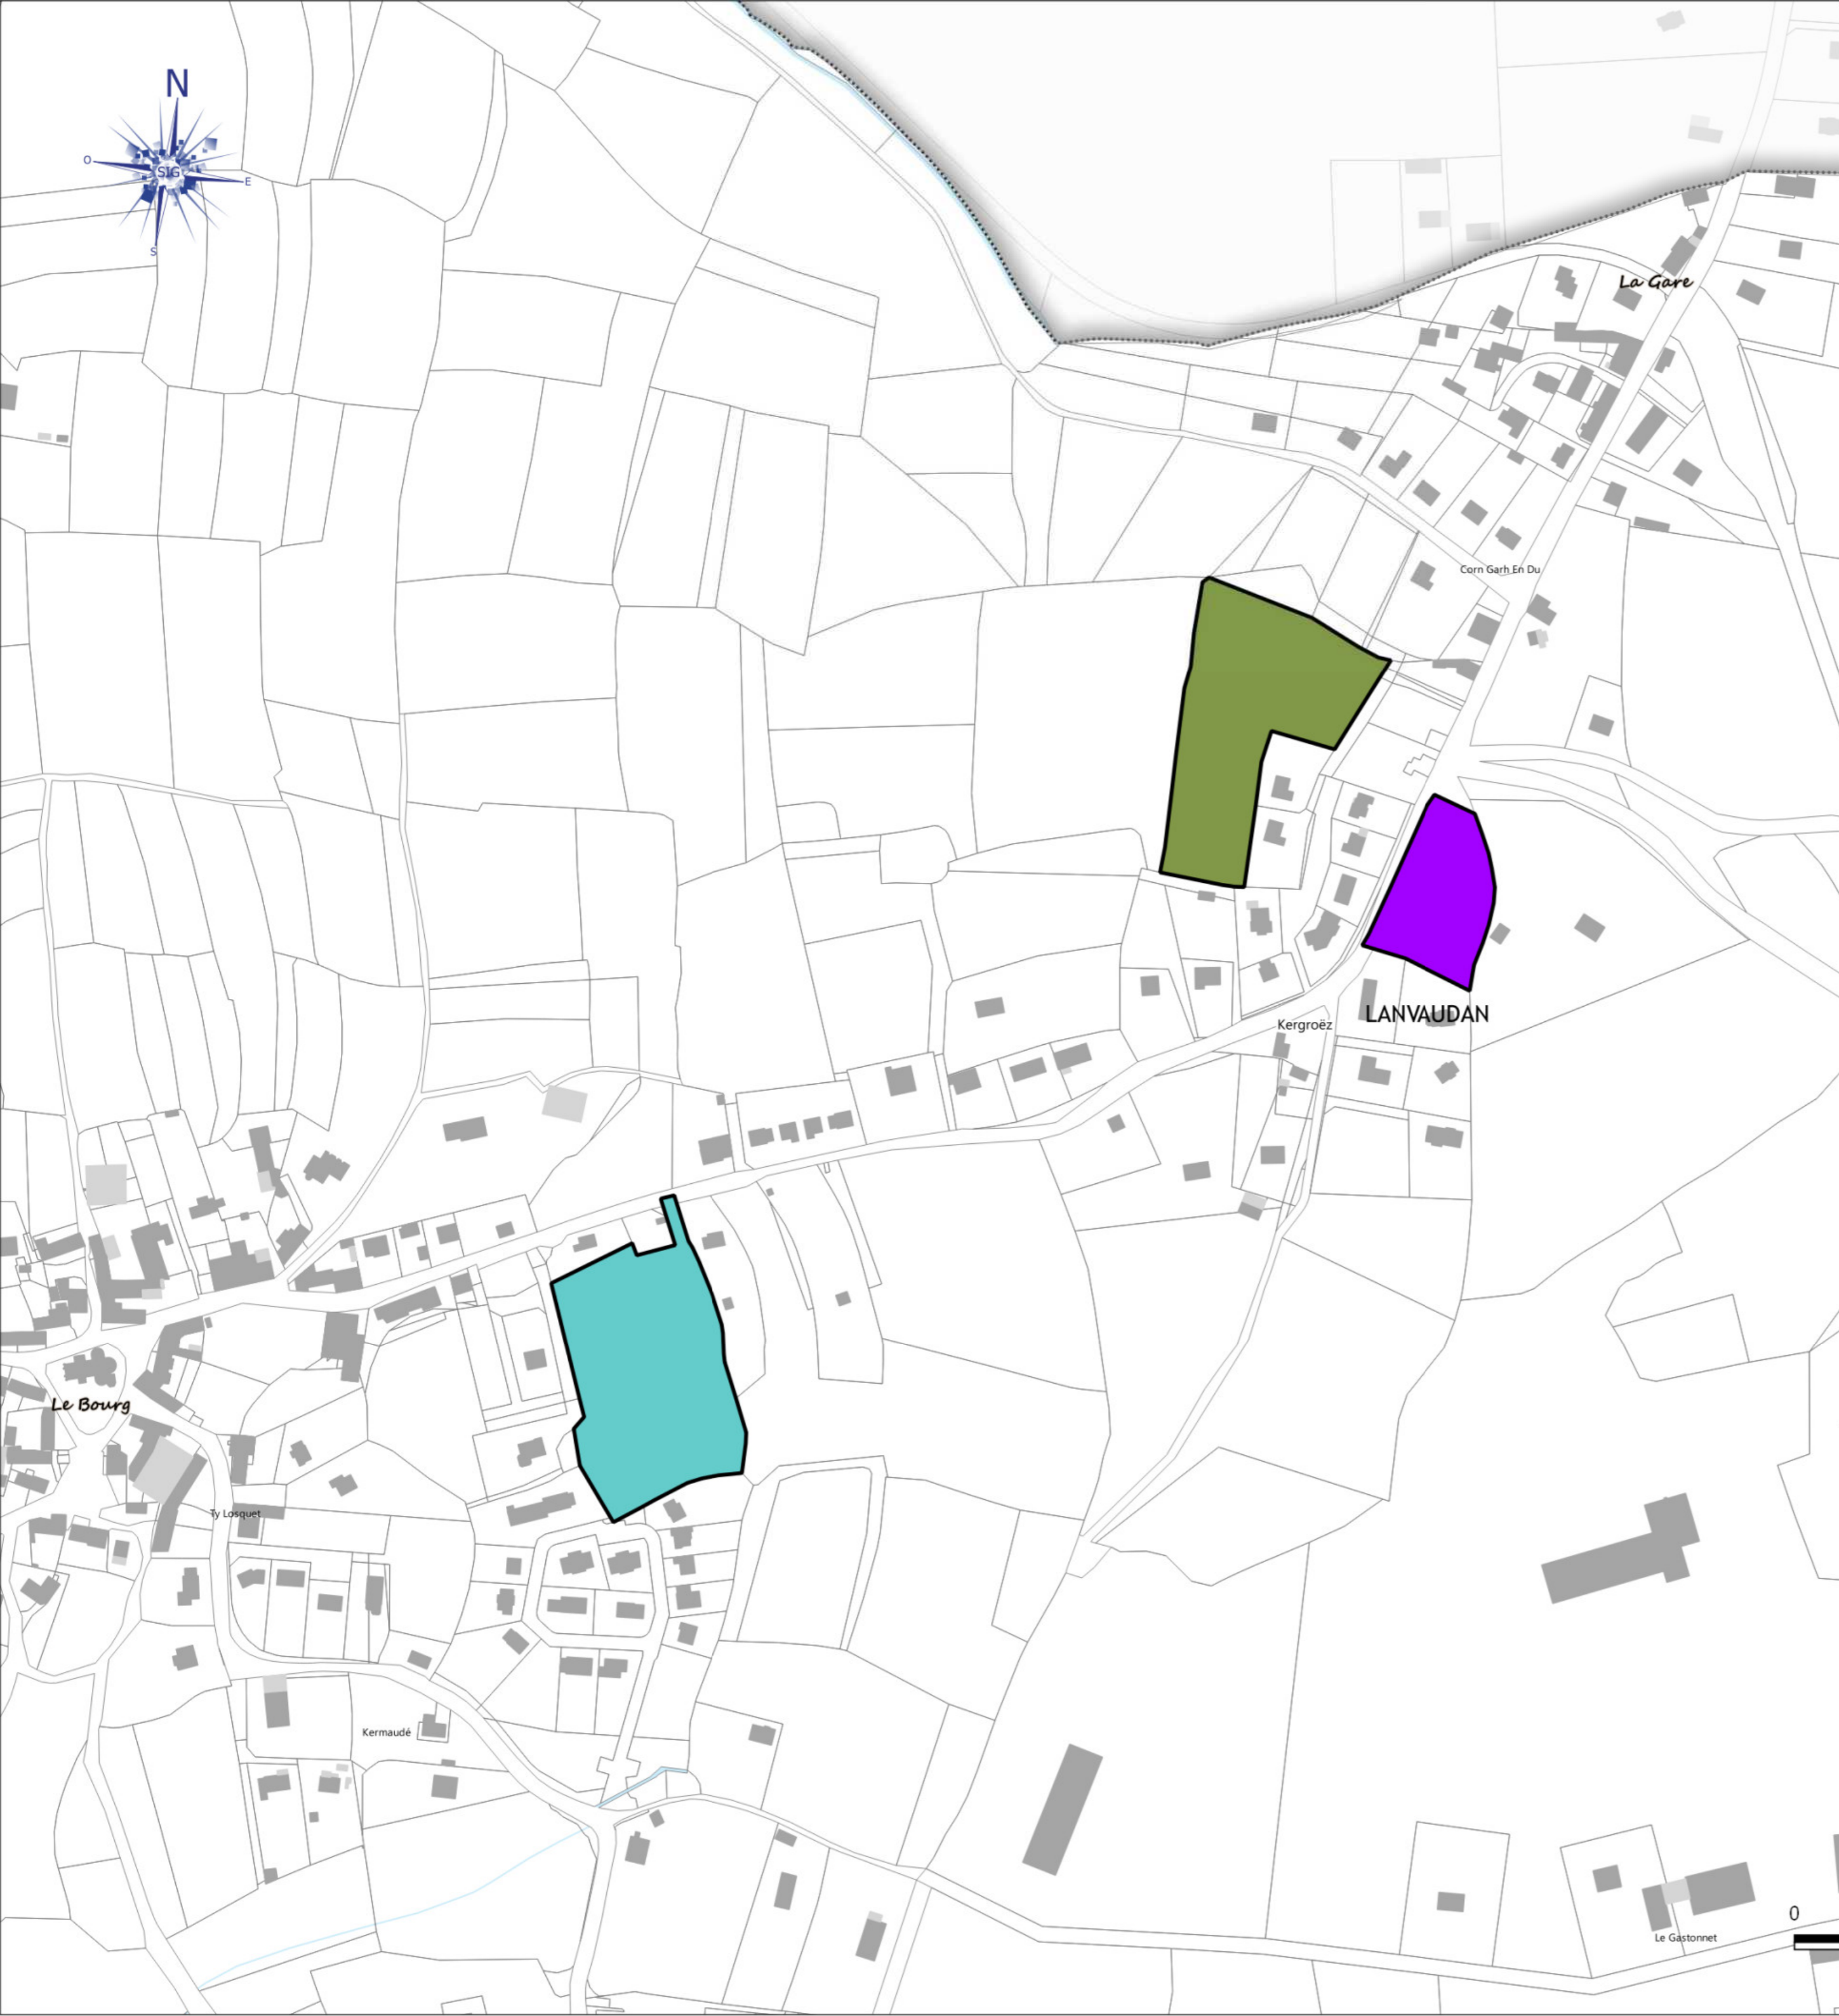 N
O
SIG
E
S
La Gare
Corn Garh En Du
LANVAUDAN
Kergroëz
Le Bourg
Ty Losquet
Kermaudé
0
Le Gastonnet